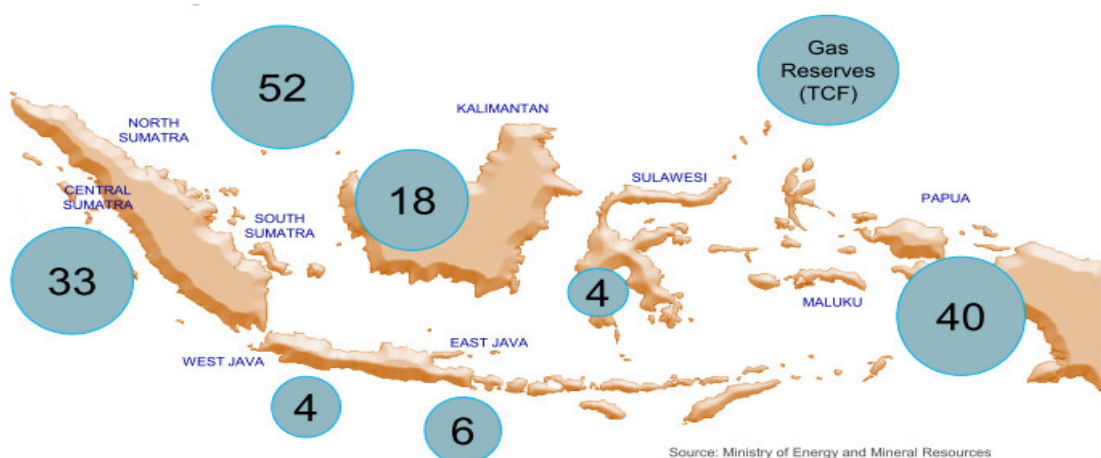 Gas
Reserves
(TCF)
52
KALIMANTAN
NORTH
SUMATRA
SULAWESI
CENTRAL
SUMATRA
18
PAPUA
SOUTH
SUMATRA
33
4
MALUKU
40
EAST JAVA
WEST JAVA
4
6
Source: Ministry of Energy and Mineral Resources